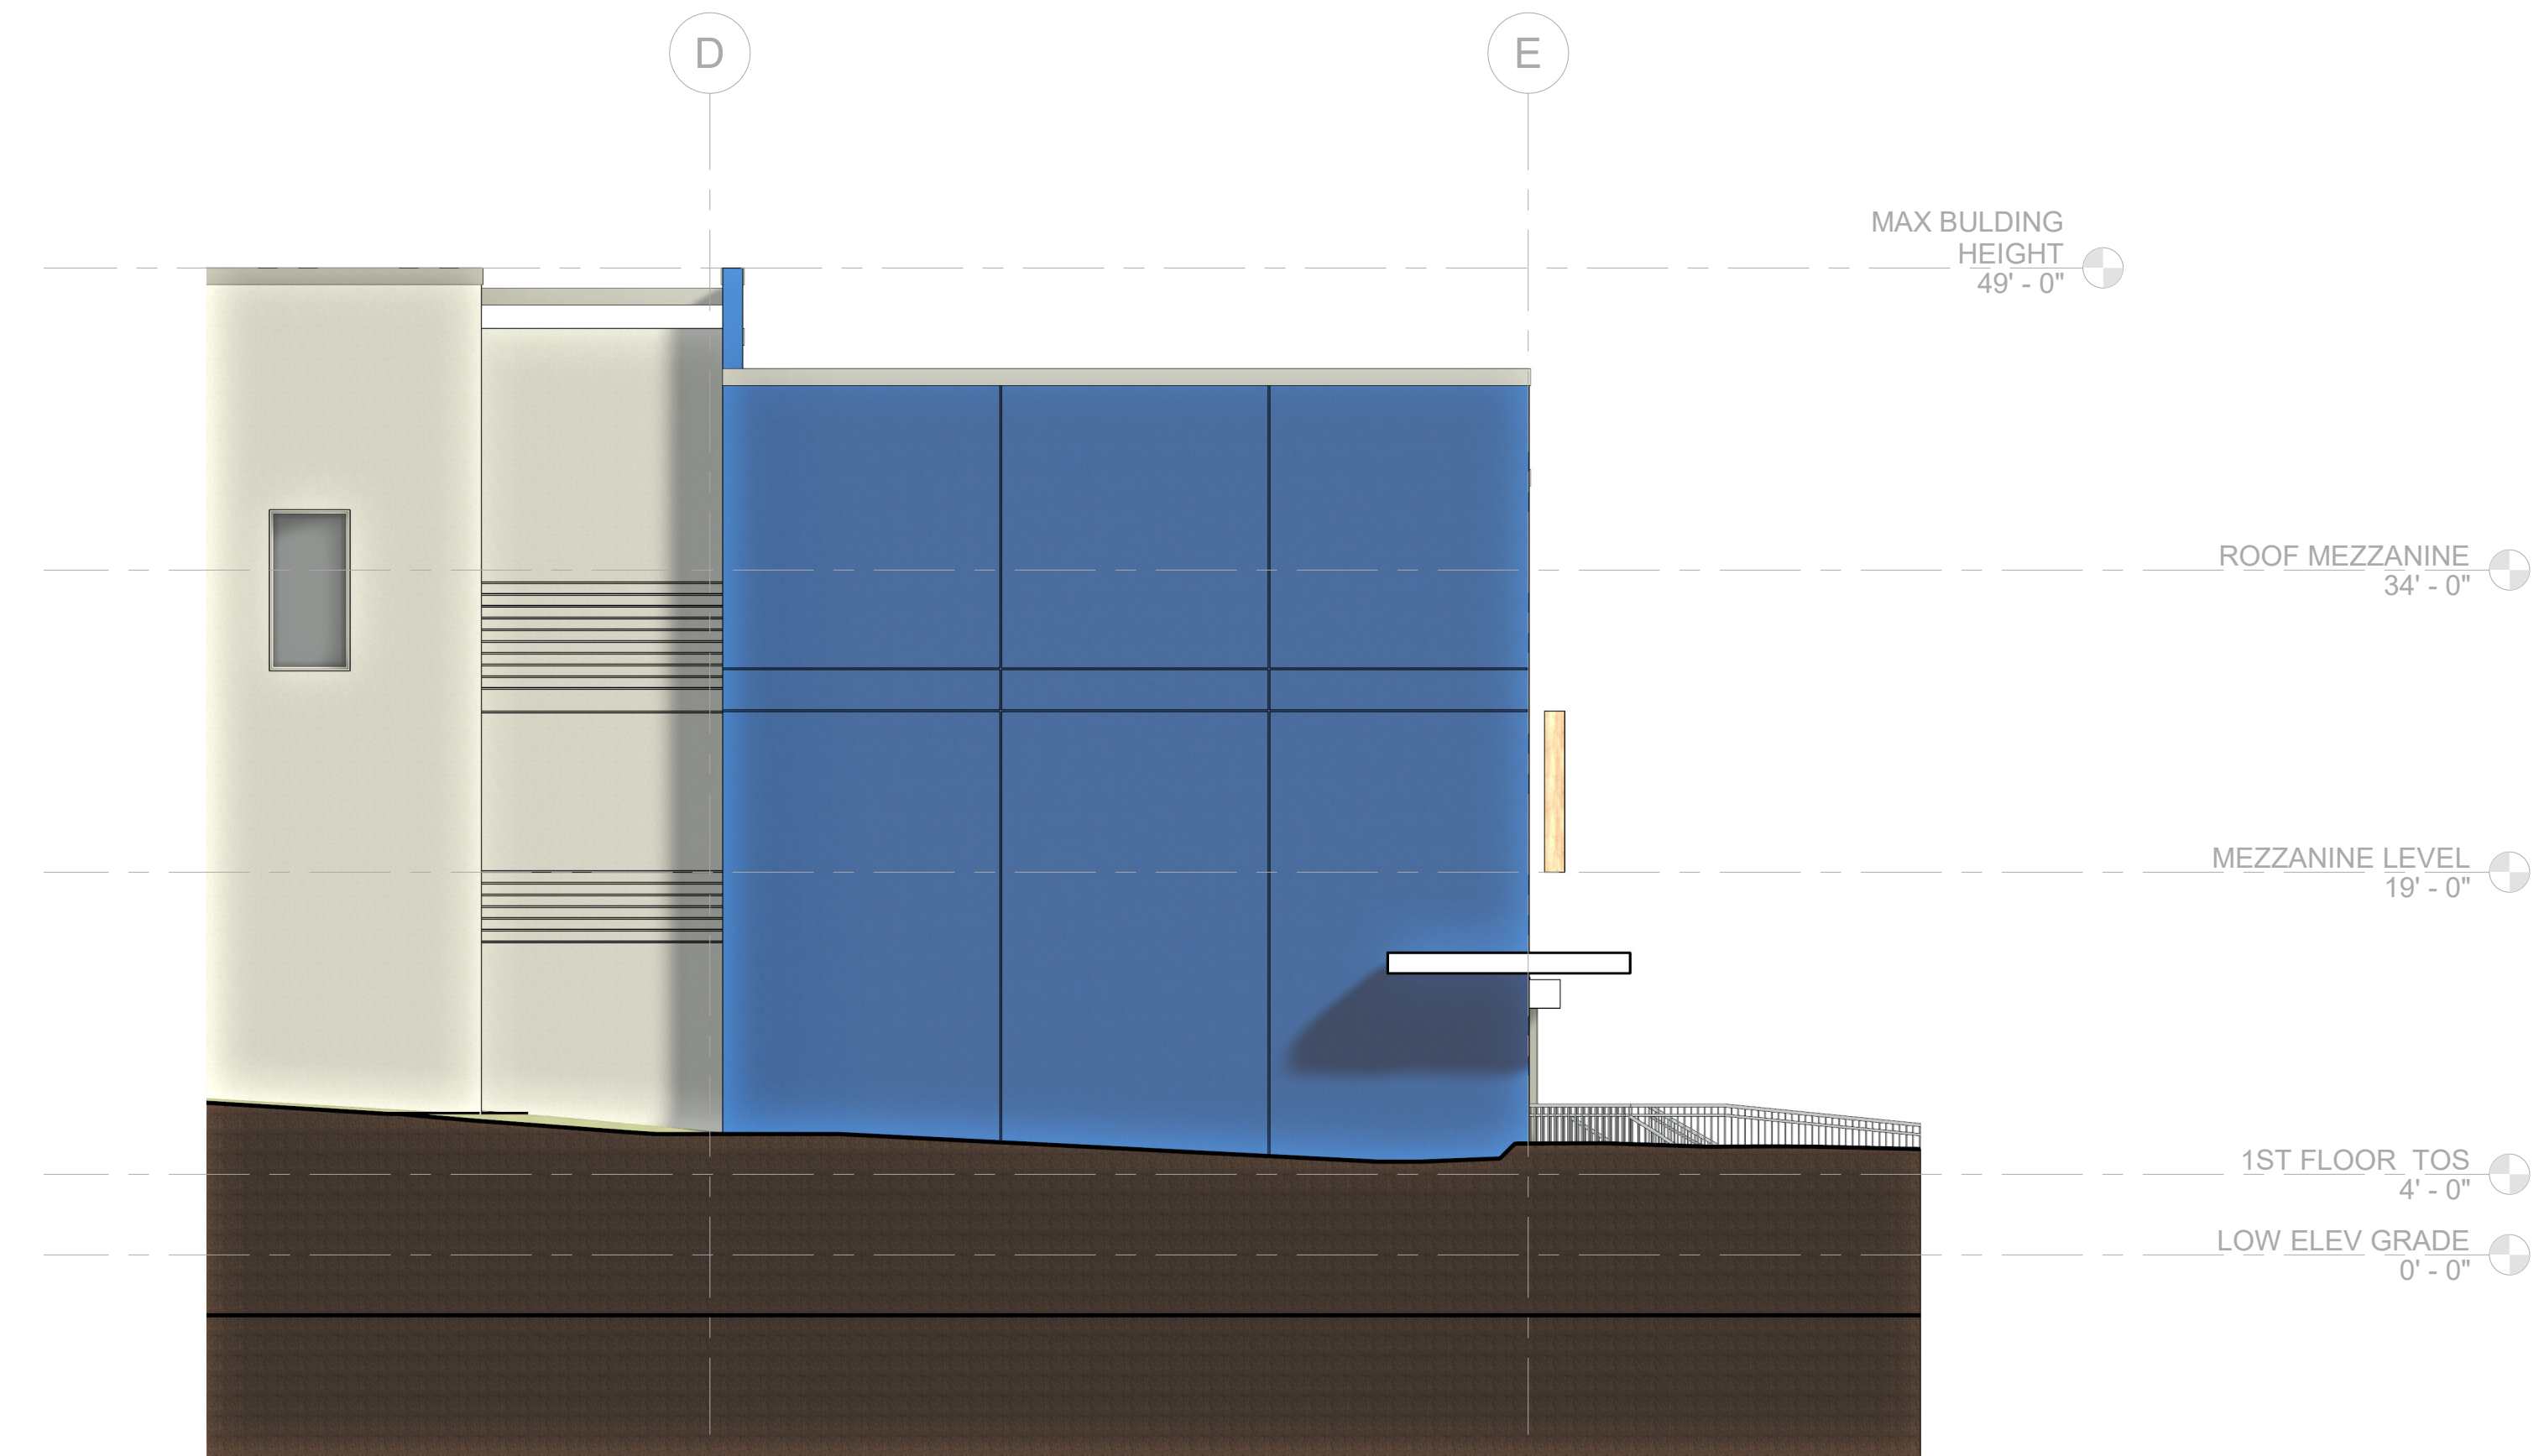 D
E
MAX BULDING
HEIGHT
49' - 0"
ROOF MEZZANINE
34' - 0"
MEZZANINE LEVEL
19' - 0"
1ST FLOOR  TOS
4' - 0"
LOW ELEV GRADE
0' - 0"